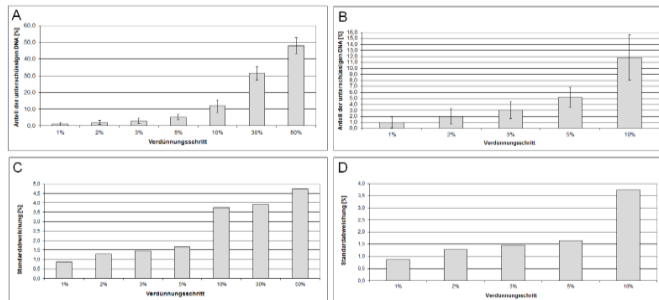 A
Anteil der unterschüssigen DNA [%]
60,0
50,0
40,0
30,0
20,0
10,0
0,0
1% 2% 3% 5% 10% 30% 50%
Verdünnungsschritt
B
Anteil der unterschüssigen DNA [%]
16,0
15,0
14,0
13,0
12,0
11,0
10,0
9,0
8,0
7,0
6,0
5,0
4,0
3,0
2,0
1,0
0,0
1% 2% 3% 5% 10%
Verdünnungsschritt
C
Standardabweichung [%]
5,0
4,5
4,0
3,5
3,0
2,5
2,0
1,5
1,0
0,5
0,0
1% 2% 3% 5% 10% 30% 50%
Verdünnungsschritt
D
Standardabweichung [%]
4,0
3,5
3,0
2,5
2,0
1,5
1,0
0,5
0,0
1% 2% 3% 5% 10%
Verdünnungsschritt